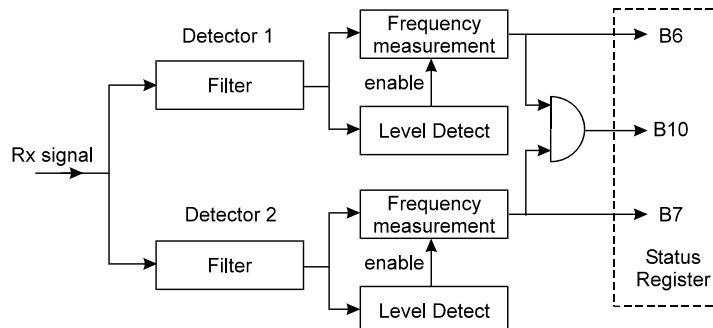 Detector 1
Frequency
measurement
B6
Filter
enable
Level Detect
B10
Rx signal
Detector 2
Frequency
measurement
B7
Filter
enable
Level Detect
Status
Register